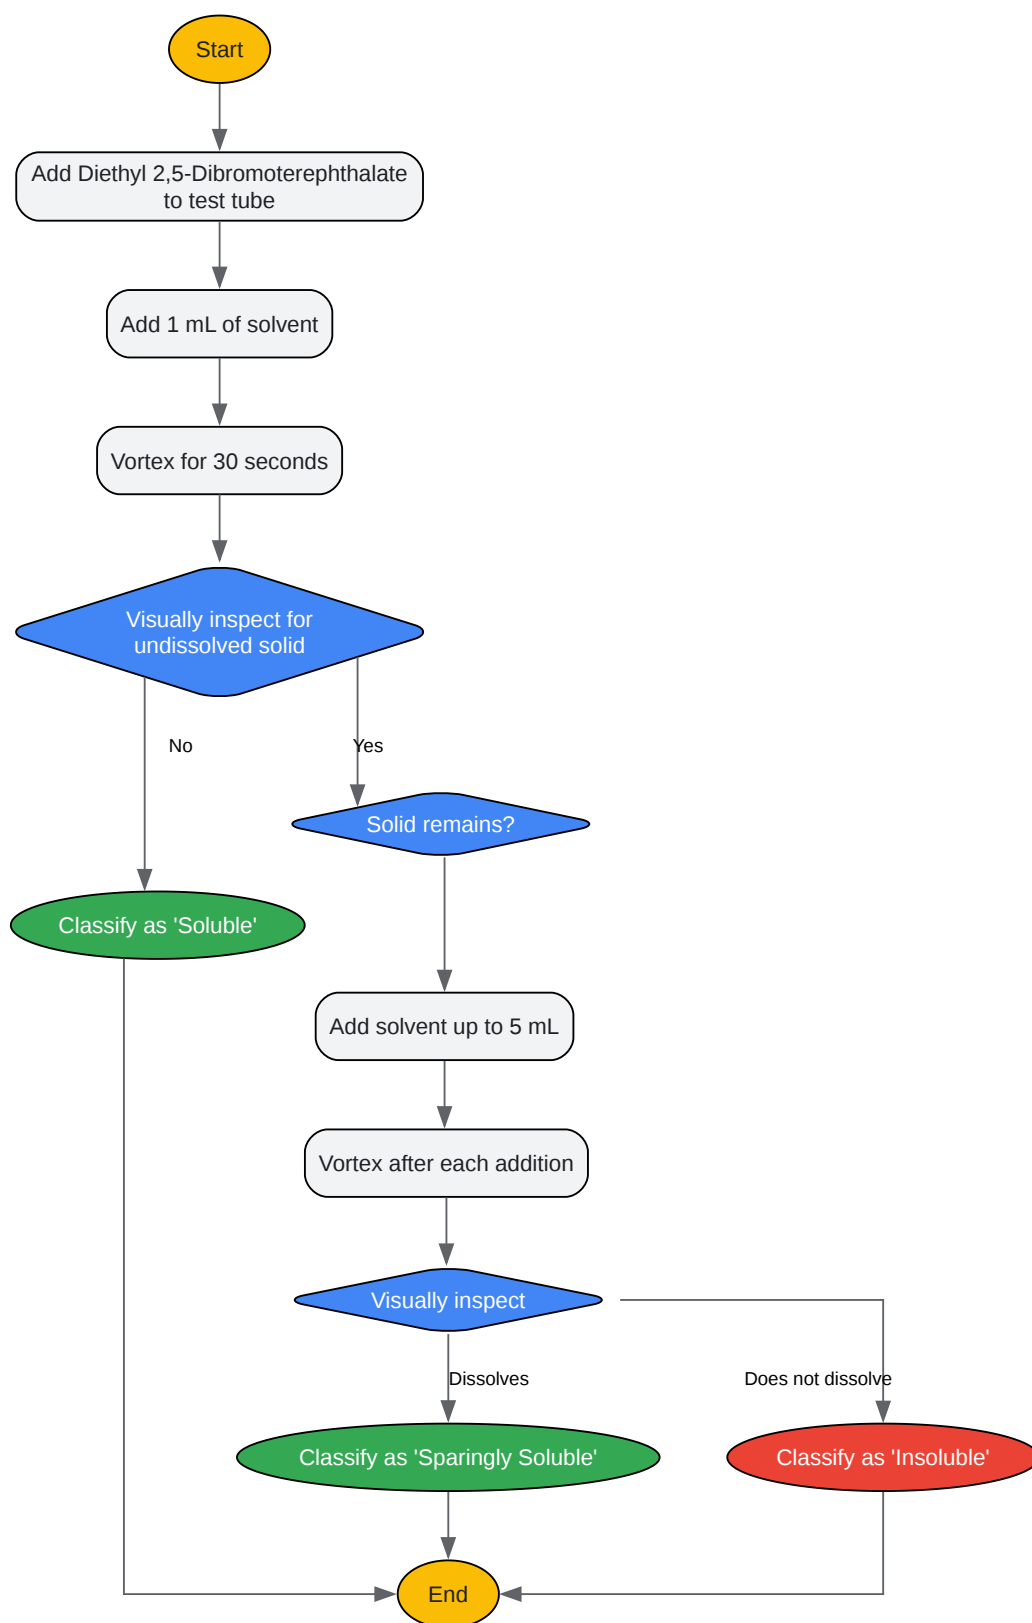 Start
Add Diethyl 2,5-Dibromoterephthalate
to test tube
Add 1 mL of solvent
Vortex for 30 seconds
Visually inspect for
undissolved solid
No
Yes
Solid remains?
Classify as 'Soluble'
Add solvent up to 5 mL
Vortex after each addition
Visually inspect
Dissolves
Does not dissolve
Classify as 'Sparingly Soluble'
Classify as 'Insoluble'
End